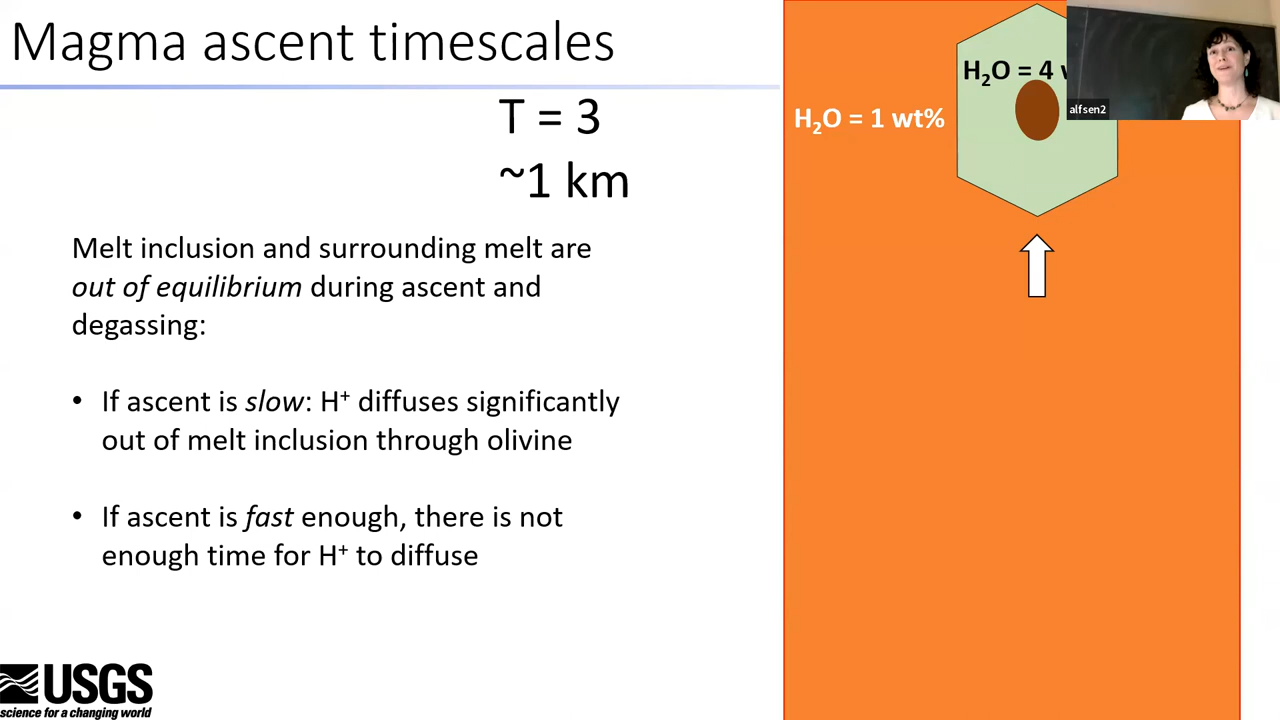 Magma ascent timescales
T = 3
~1 km
Melt inclusion and surrounding melt are
out of equilibrium during ascent and
degassing:
• If ascent is slow: H⁺ diffuses significantly
out of melt inclusion through olivine
• If ascent is fast enough, there is not
enough time for H⁺ to diffuse
H₂O = 4
H₂O = 1 wt%
alfsen2
USGS
science for a changing world